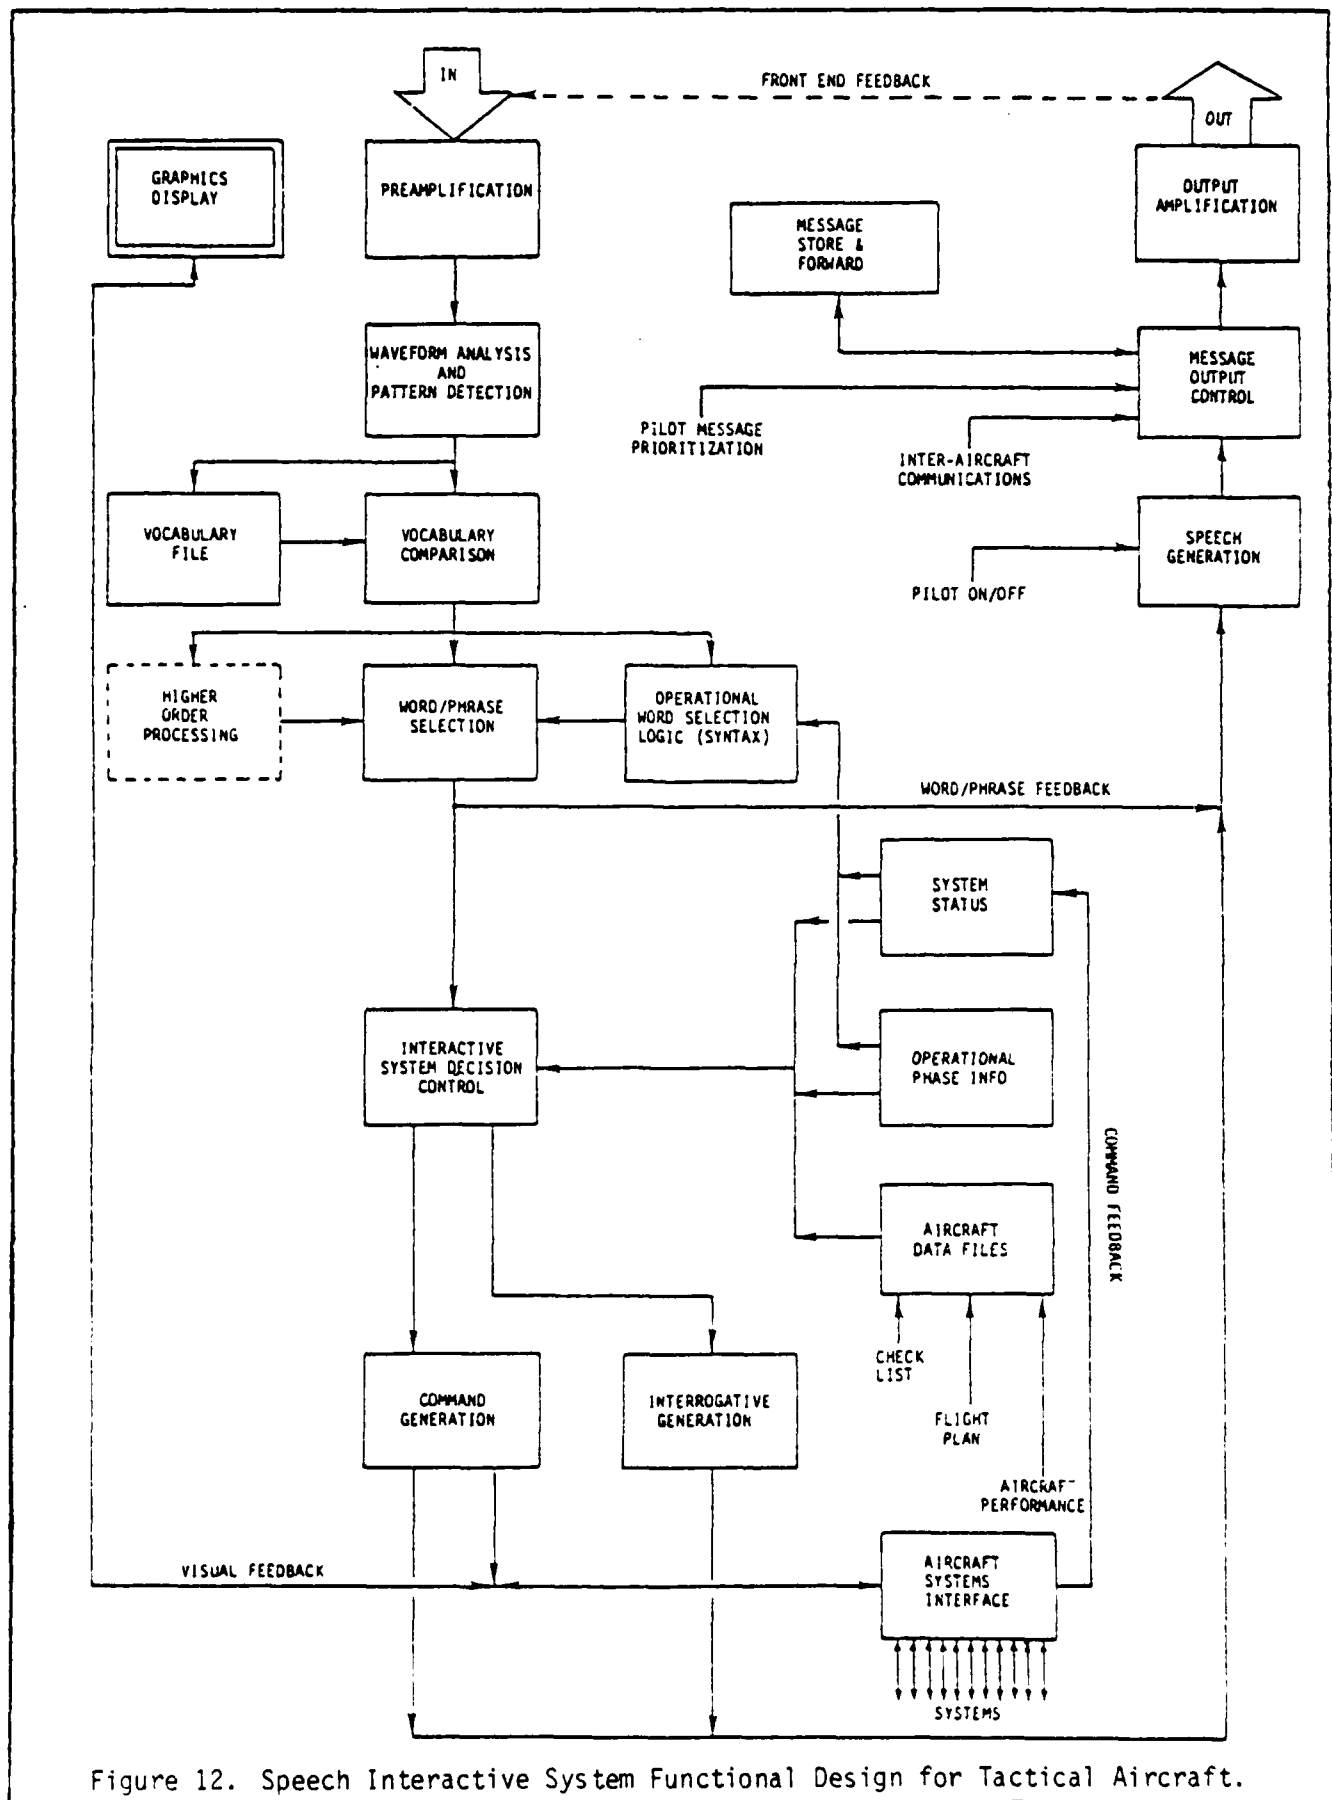 IN
FRONT END FEEDBACK
OUT
GRAPHICS
DISPLAY
PREAMPLIFICATION
OUTPUT
AMPLIFICATION
MESSAGE
STORE &
FORWARD
WAVEFORM ANALYSIS
AND
PATTERN DETECTION
MESSAGE
OUTPUT
CONTROL
PILOT MESSAGE
PRIORITIZATION
INTER-AIRCRAFT
COMMUNICATIONS
VOCABULARY
FILE
VOCABULARY
COMPARISON
SPEECH
GENERATION
PILOT ON/OFF
HIGHER
ORDER
PROCESSING
WORD/PHRASE
SELECTION
OPERATIONAL
WORD SELECTION
LOGIC (SYNTAX)
WORD/PHRASE FEEDBACK
SYSTEM
STATUS
INTERACTIVE
SYSTEM DECISION
CONTROL
OPERATIONAL
PHASE INFO
COMMAND FEEDBACK
AIRCRAFT
DATA FILES
CHECK
LIST
FLIGHT
PLAN
AIRCRAFT
PERFORMANCE
COMMAND
GENERATION
INTERROGATIVE
GENERATION
VISUAL FEEDBACK
AIRCRAFT
SYSTEMS
INTERFACE
SYSTEMS
Figure 12. Speech Interactive System Functional Design for Tactical Aircraft.